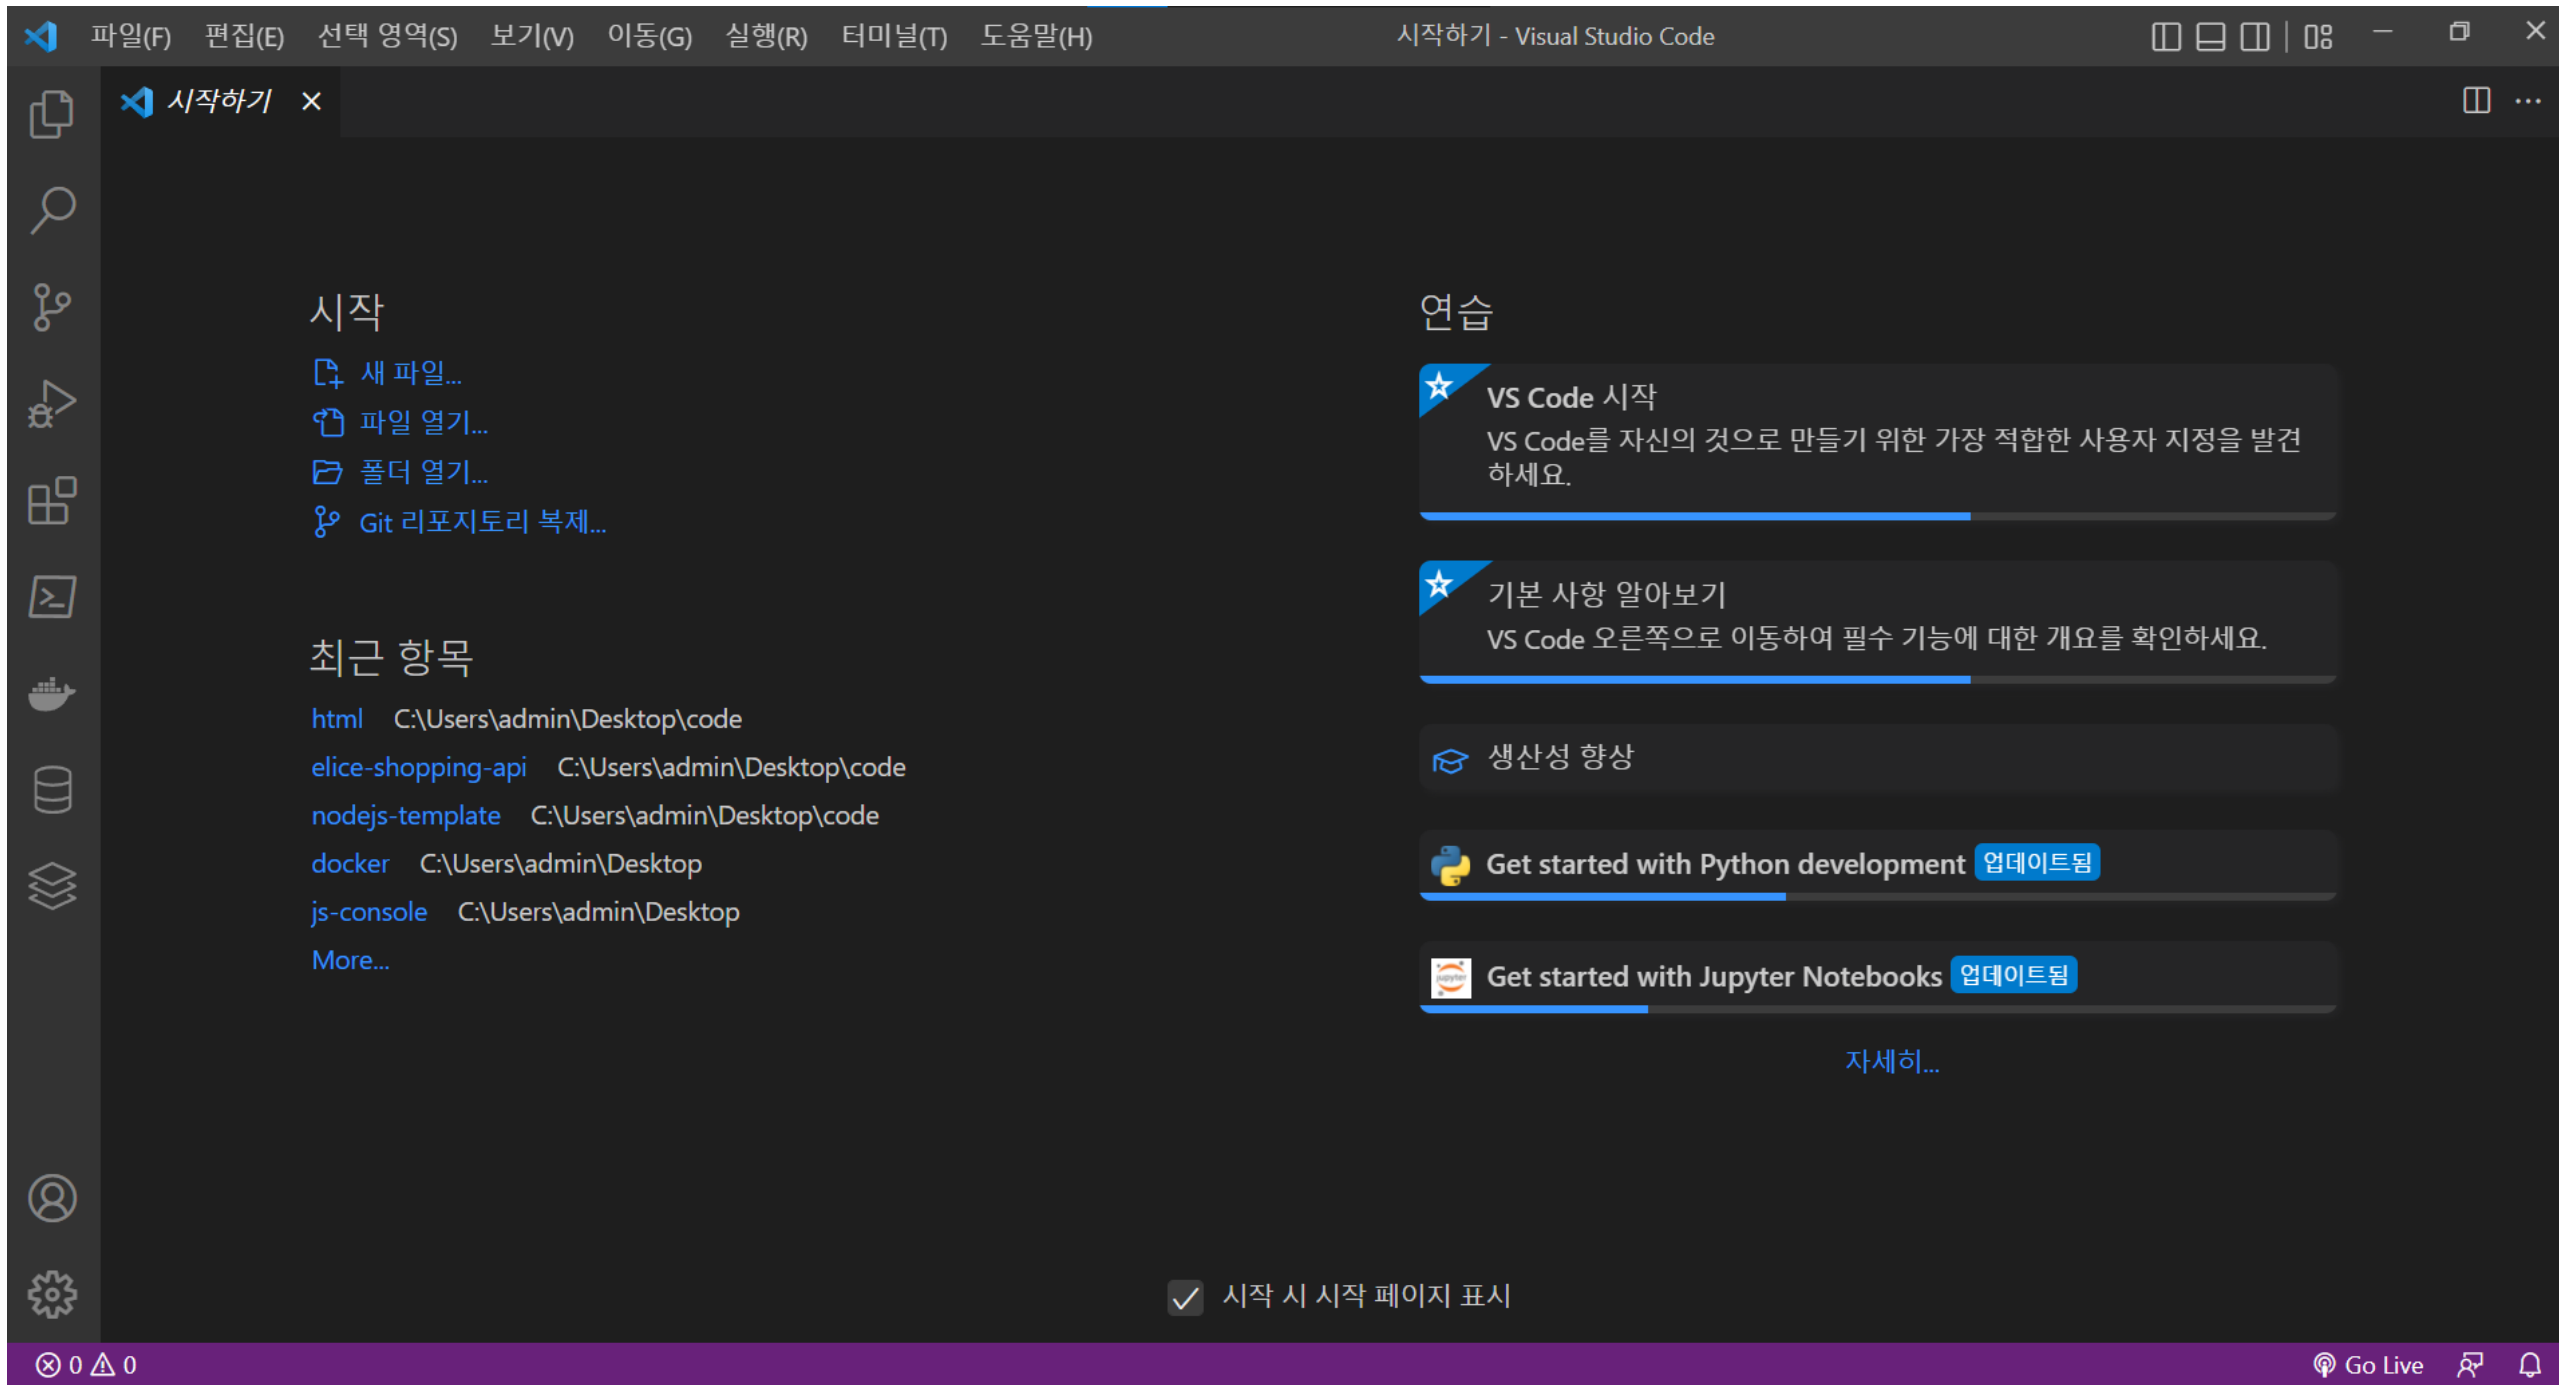 파일(F) 편집(E) 선택 영역(S) 보기(V) 이동(G) 실행(R) 터미널(T) 도움말(H) 시작하기 - Visual Studio Code
시작하기
시작
새 파일...
파일 열기...
폴더 열기...
Git 리포지토리 복제...
최근 항목
html C:\Users\admin\Desktop\code
elice-shopping-api C:\Users\admin\Desktop\code
nodejs-template C:\Users\admin\Desktop\code
docker C:\Users\admin\Desktop
js-console C:\Users\admin\Desktop
More...
연습
VS Code 시작
VS Code를 자신의 것으로 만들기 위한 가장 적합한 사용자 지정을 발견
하세요.
기본 사항 알아보기
VS Code 오른쪽으로 이동하여 필수 기능에 대한 개요를 확인하세요.
생산성 향상
Get started with Python development 업데이트됨
jupyter Get started with Jupyter Notebooks 업데이트됨
자세히...
시작 시 시작 페이지 표시
0 0 Go Live